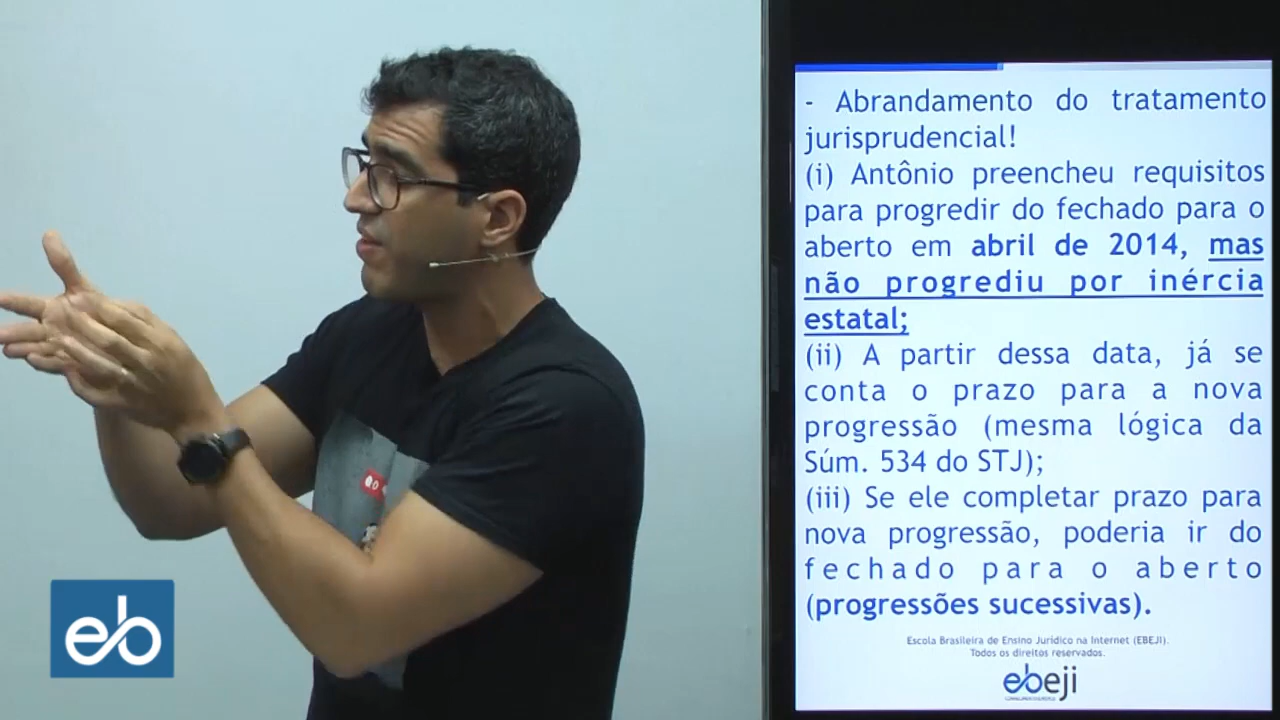 - Abrandamento do tratamento
jurisprudencial!
(i) Antônio preencheu requisitos
para progredir do fechado para o
aberto em abril de 2014, mas
não progrediu por inércia
estatal;
(ii) A partir dessa data, já se
conta o prazo para a nova
progressão (mesma lógica da
Súm. 534 do STJ);
(iii) Se ele completar prazo para
nova progressão, poderia ir do
fechado para o aberto
(progressões sucessivas).
Escola Brasileira de Ensino Jurídico na Internet (EBEJI).
Todos os direitos reservados.
ebeji
eb